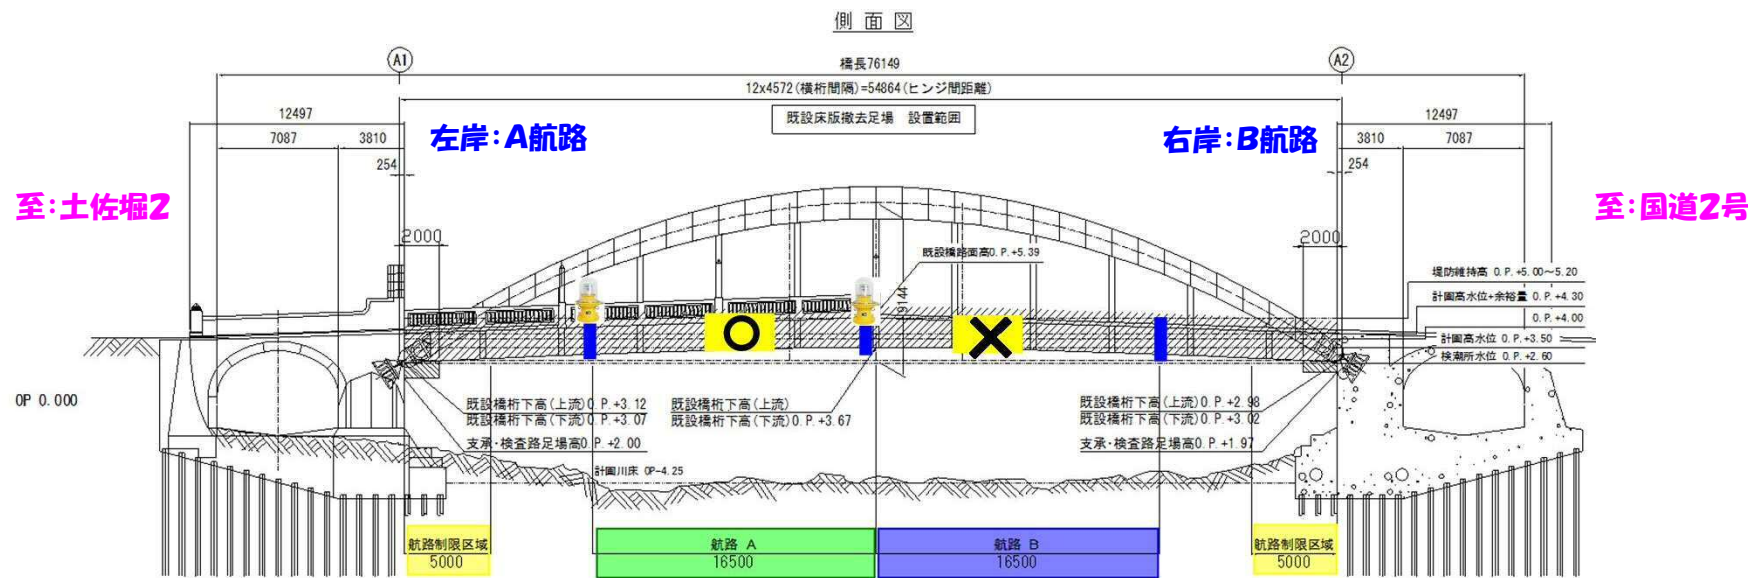 側面図
A1
A2
橋長76149
12x4572(横桁間隔)=54864(ヒンジ間距離)
既設床版撤去足場 設置範囲
12497
7087
3810
254
左岸:A航路
右岸:B航路
12497
3810
7087
254
至:土佐堀2
至:国道2号
2000
2000
既設橋路面高O.P.+5.39
9144
堤防維持高 O.P.+5.00～5.20
計画高水位+余裕量 O.P.+4.30
O.P.+4.00
計画高水位 O.P.+3.50
検潮所水位 O.P.+2.60
OP 0.000
既設橋桁下高(上流)O.P.+3.12
既設橋桁下高(下流)O.P.+3.07
支承・検査路足場高O.P.+2.00
既設橋桁下高(上流)
既設橋桁下高(下流)O.P.+3.67
既設橋桁下高(上流)O.P.+2.98
既設橋桁下高(下流)O.P.+3.02
支承・検査路足場高O.P.+1.97
計画川床 OP-4.25
航路制限区域
5000
航路 A
16500
航路 B
16500
航路制限区域
5000